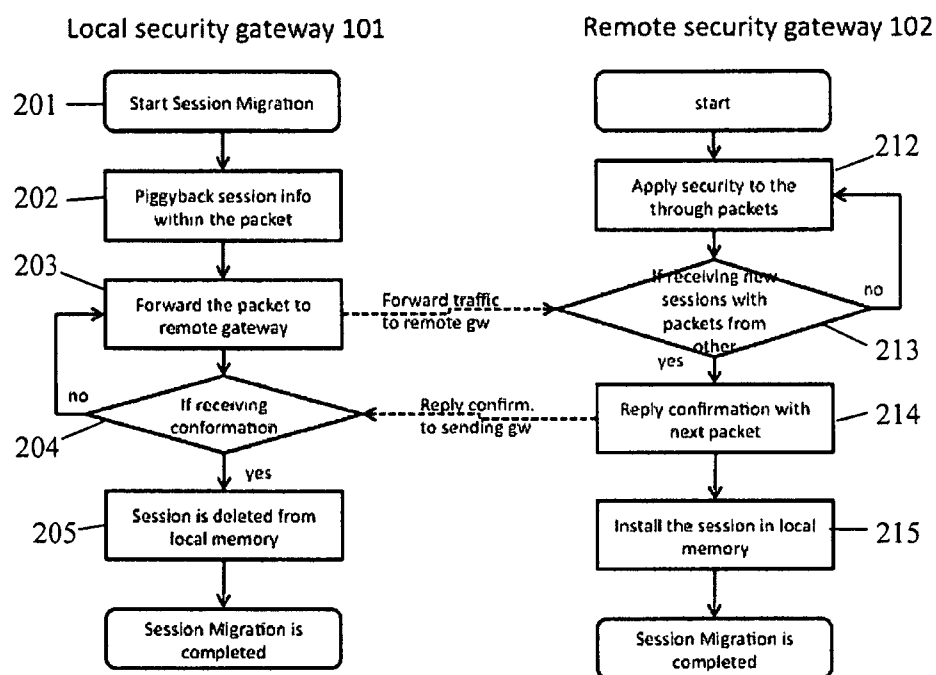 Local security gateway 101
Remote security gateway 102
201
Start Session Migration
start
202
Piggyback session info
within the packet
212
Apply security to the
through packets
203
Forward the packet to
remote gateway
Forward traffic
to remote gw
If receiving new
sessions with
packets from
other
no
213
yes
no
204
If receiving
conformation
Reply confirm.
to sending gw
Reply confirmation with
next packet
214
yes
205
Session is deleted from
local memory
Install the session in local
memory
215
Session Migration is
completed
Session Migration is
completed